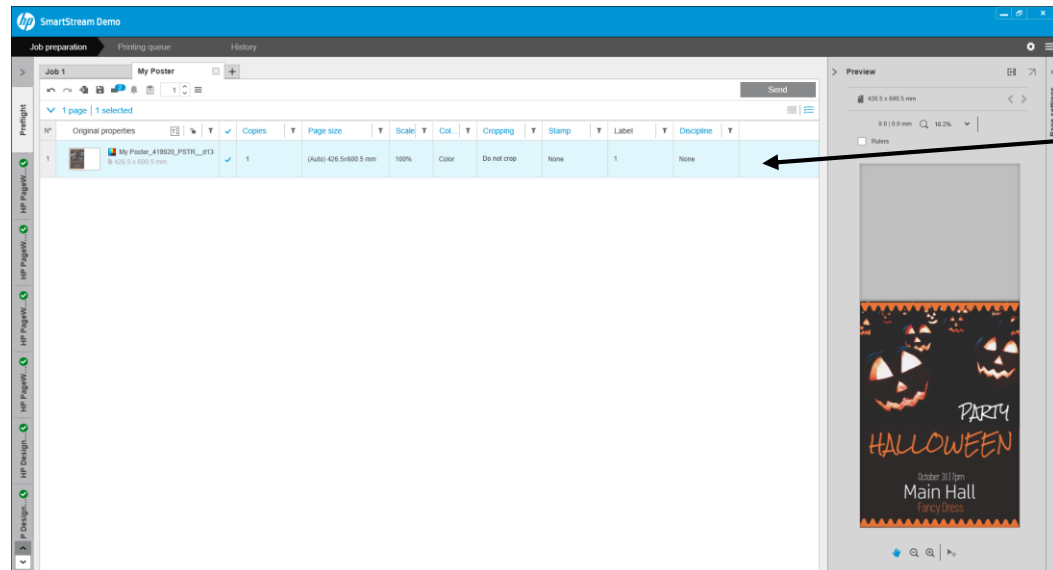 hp SmartStream Demo
Job preparation Printing queue History
Job 1 My Poster +
1 Send
1 page | 1 selected
Nº Original properties Copies Page size Scale Col... Cropping Stamp Label Discipline
1 My Poster_419920_PSTR__d13 1 (Auto) 426.5x600.5 mm 100% Color Do not crop None 1 None
426.5 x 600.5 mm
Preflight
HP PageW...
HP PageW...
HP PageW...
HP PageW...
HP Design...
P Design...
Preview
426.5 x 600.5 mm
0.0 | 0.0 mm 18.2%
Rulers
PARTY
HALLOWEEN
October 31 | 7pm
Main Hall
Fancy Dress